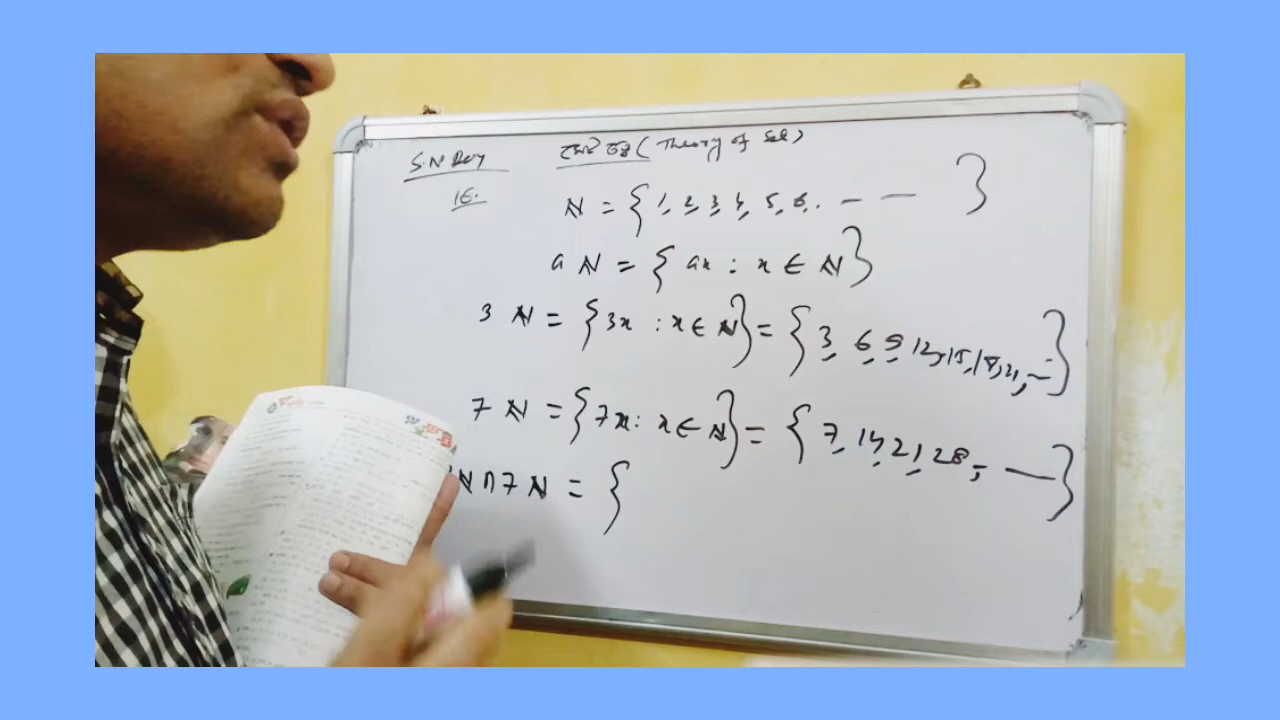 S.N Dey
সেট তত্ত্ব (Theory of set)
16.
N = {1, 2, 3, 4, 5, 6, . — — }
a N = {ax : x ∈ N}
3 N = {3x : x ∈ N} = {3, 6, 9, 12, 15, 18, 21, — }
7 N = {7x : x ∈ N} = {7, 14, 21, 28, — }
N ∩ 7 N = {